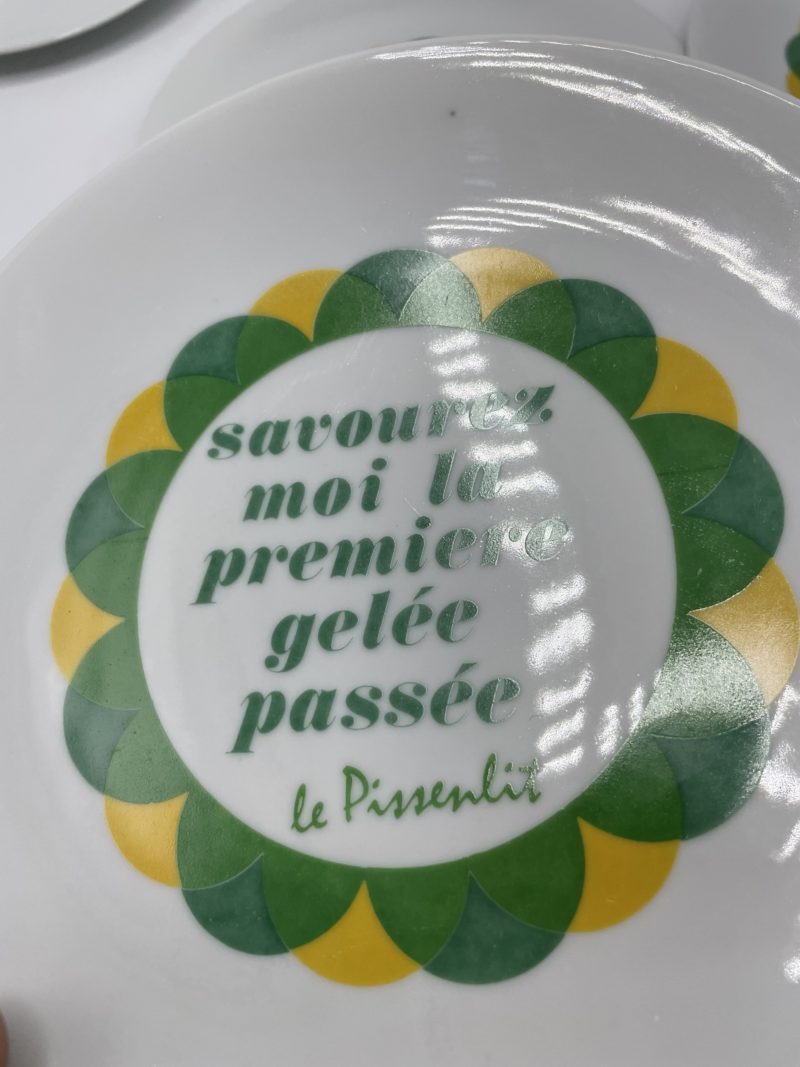 savourez
moi la
premiere
gelée
passée
le Pissenlit